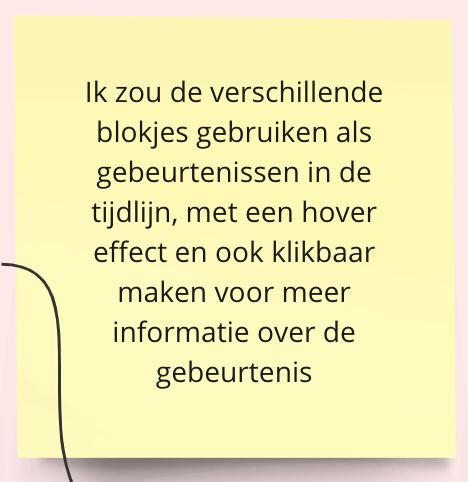 Ik zou de verschillende
blokjes gebruiken als
gebeurtenissen in de
tijdlijn, met een hover
effect en ook klikbaar
maken voor meer
informatie over de
gebeurtenis